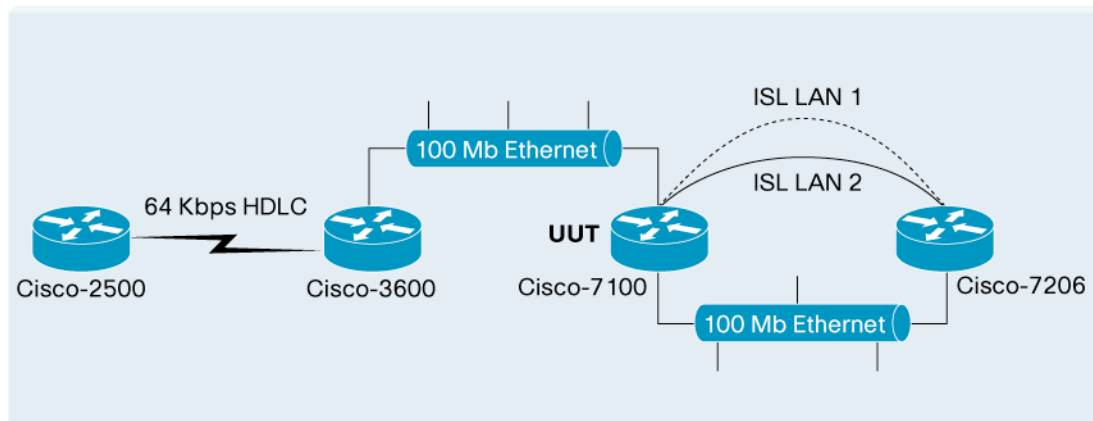 ISL LAN 1
100 Mb Ethernet
ISL LAN 2
64 Kbps HDLC
UUT
Cisco-2500
Cisco-3600
Cisco-7100
Cisco-7206
100 Mb Ethernet